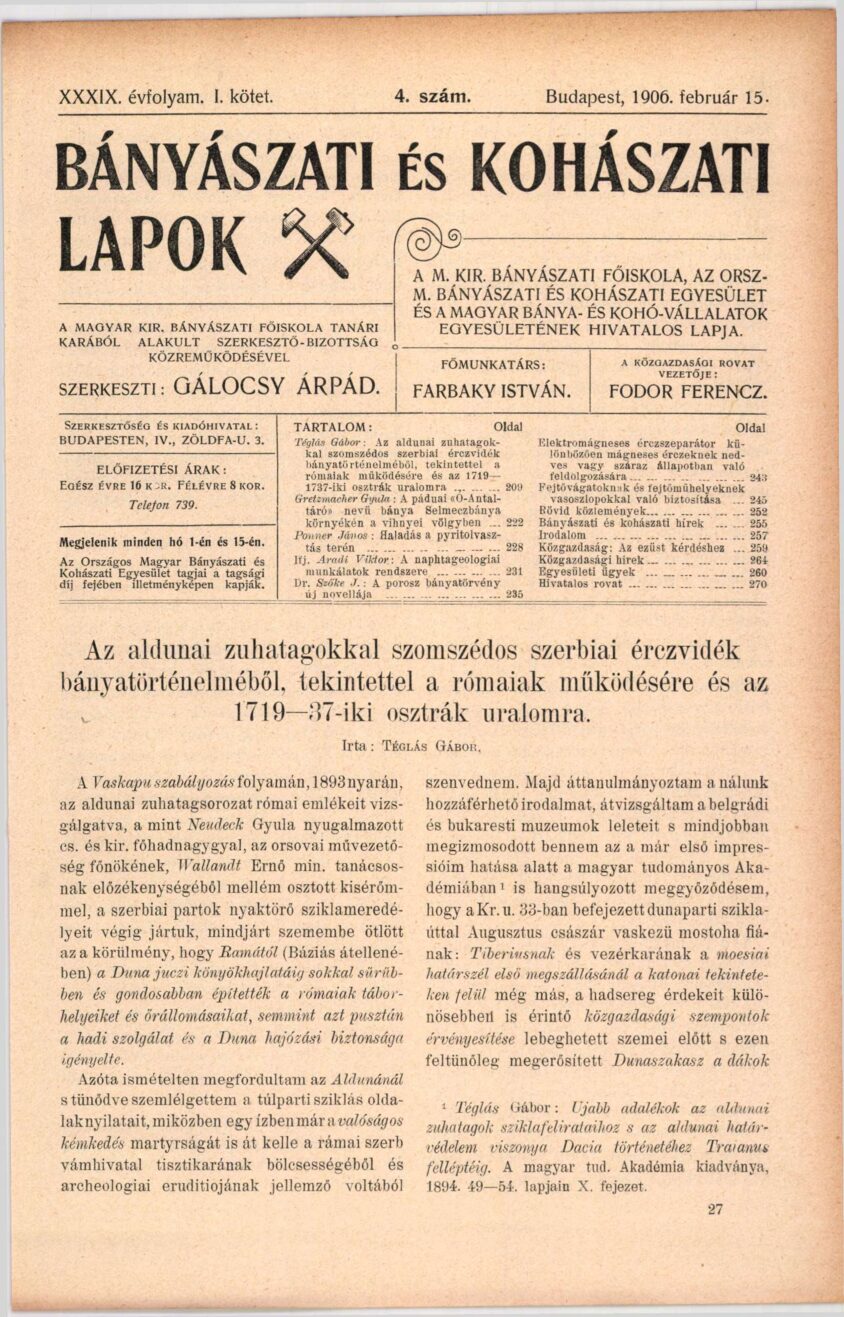 XXXIX. évfolyam. I. kötet. 4. szám. Budapest, 1906. február 15.
BÁNYÁSZATI ÉS KOHÁSZATI
LAPOK
A M. KIR. BÁNYÁSZATI FŐISKOLA, AZ ORSZ-
M. BÁNYÁSZATI ÉS KOHÁSZATI EGYESÜLET
ÉS A MAGYAR BÁNYA- ÉS KOHÓ-VÁLLALATOK
EGYESÜLETÉNEK HIVATALOS LAPJA.
A MAGYAR KIR. BÁNYÁSZATI FŐISKOLA TANÁRI
KARÁBÓL ALAKULT SZERKESZTŐ-BIZOTTSÁG
KÖZREMŰKÖDÉSÉVEL
SZERKESZTI: GÁLOCSY ÁRPÁD.
FŐMUNKATÁRS:
FARBAKY ISTVÁN.
A KÖZGAZDASÁGI ROVAT
VEZETŐJE:
FODOR FERENCZ.
SZERKESZTŐSÉG ÉS KIADÓHIVATAL:
BUDAPESTEN, IV., ZÖLDFA-U. 3.
ELŐFIZETÉSI ÁRAK:
EGÉSZ ÉVRE 16 KOR. FÉLÉVRE 8 KOR.
Telefon 739.
Megjelenik minden hó 1-én és 15-én.
Az Országos Magyar Bányászati és
Kohászati Egyesület tagjai a tagsági
díj fejében illetményképen kapják.
TARTALOM: Oldal
Téglás Gábor: Az aldunai zuhatagok-
kal szomszédos szerbiai érczvidék
bányatörténelméből, tekintettel a
rómaiak működésére és az 1719—
1737-iki osztrák uralomra ... 209
Gretzmacher Gyula: A páduai «O-Antal-
táró» nevű bánya Selmeczbánya
környékén a vihnyei völgyben ... 222
Ponner János: Haladás a pyritolvasz-
tás terén ... 228
Ifj. Aradi Viktor: A naphtageologiai
munkálatok rendszere ... 231
Dr. Szőke J.: A porosz bányatörvény
új novellája ... 235
Oldal
Elektromágneses érczszeparátor kü-
lönbözően mágneses érczeknek ned-
ves vagy száraz állapotban való
feldolgozására ... 243
Fejtővágatoknak és fejtőműhelyeknek
vasoszlopokkal való biztosítása ... 245
Rövid közlemények ... 252
Bányászati és kohászati hírek ... 255
Irodalom ... 257
Közgazdaság: Az ezüst kérdéshez ... 259
Közgazdasági hírek ... 264
Egyesületi ügyek ... 260
Hivatalos rovat ... 270
Az aldunai zuhatagokkal szomszédos szerbiai érczvidék
bányatörténelméből, tekintettel a rómaiak működésére és az
1719—37-iki osztrák uralomra.
Irta: TÉGLÁS GÁBOR.
A Vaskapu szabályozás folyamán, 1893 nyarán,
az aldunai zuhatagsorozat római emlékeit vizs-
gálgatva, a mint Neudeck Gyula nyugalmazott
cs. és kir. főhadnagygyal, az orsovai művezető-
ség főnökének, Wallandt Ernő min. tanácsos-
nak előzékenységéből mellém osztott kisérőm-
mel, a szerbiai partok nyaktörő sziklameredé-
lyeit végig jártuk, mindjárt szemembe ötlött
az a körülmény, hogy Ramától (Báziás átellené-
ben) a Duna juczi könyökhajlatáig sokkal sürüb-
ben és gondosabban építették a rómaiak tábor-
helyeiket és őrállomásaikat, semmint azt pusztán
a hadi szolgálat és a Duna hajózási biztonsága
igényelte.
Azóta ismételten megfordultam az Aldunánál
s tünődve szemlélgettem a túlparti sziklás olda-
lak nyilatait, miközben egy ízben már a valóságos
kémkedés martyrságát is át kelle a rámai szerb
vámhivatal tisztikarának bölcsességéből és
archeologiai eruditiojának jellemző voltából
szenvednem. Majd áttanulmányoztam a nálunk
hozzáférhető irodalmat, átvizsgáltam a belgrádi
és bukaresti muzeumok leleteit s mindjobban
megizmosodott bennem az a már első impres-
sióim hatása alatt a magyar tudományos Aka-
démiában¹ is hangsúlyozott meggyőződésem,
hogy a Kr. u. 33-ban befejezett dunaparti szikla-
úttal Augusztus császár vaskezü mostoha fiá-
nak: Tiberiusnak és vezérkarának a moesiai
határszél első megszállásánál a katonai tekintete-
ken felül még más, a hadsereg érdekeit külö-
nösebben is érintő közgazdasági szempontok
érvényesítése lebeghetett szemei előtt s ezen
feltünőleg megerősített Dunaszakasz a dákok
¹ Téglás Gábor: Ujabb adalékok az aldunai
zuhatagok sziklafelirataihoz s az aldunai határ-
védelem viszonya Dacia történetéhez Traianus
felléptéig. A magyar tud. Akadémia kiadványa,
1894. 49—54. lapjain X. fejezet.
27